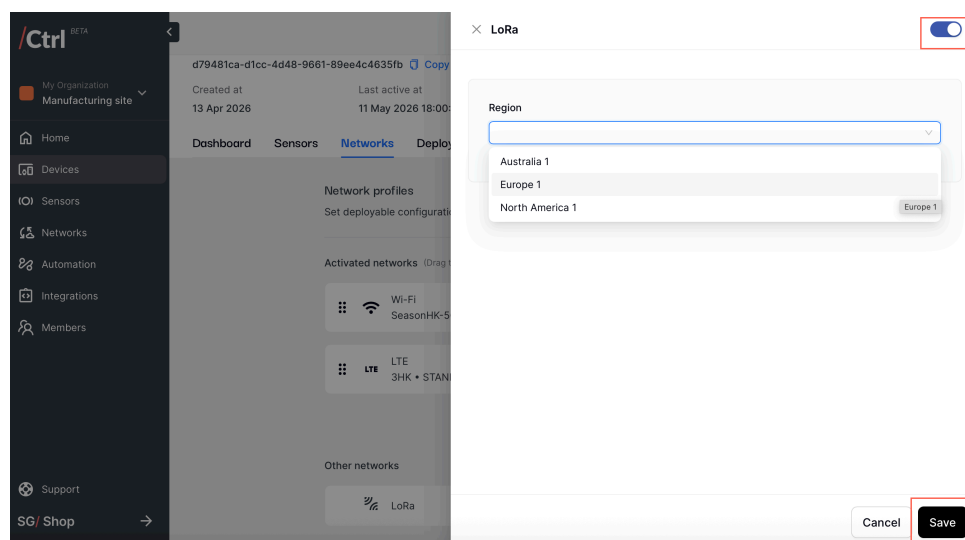 /Ctrl BETA
My Organization
Manufacturing site
Home
Devices
Sensors
Networks
Automation
Integrations
Members
Support
SG/ Shop
d79481ca-d1cc-4d48-9661-89ee4c4635fb Copy
Created at
Last active at
13 Apr 2026
11 May 2026 18:00:
Dashboard Sensors Networks Deploy
Network profiles
Set deployable configurati
Activated networks (Drag t
Wi-Fi
SeasonHK-5
LTE
LTE
3HK • STAN
Other networks
LoRa
LoRa
Region
Australia 1
Europe 1
North America 1
Europe 1
Cancel
Save